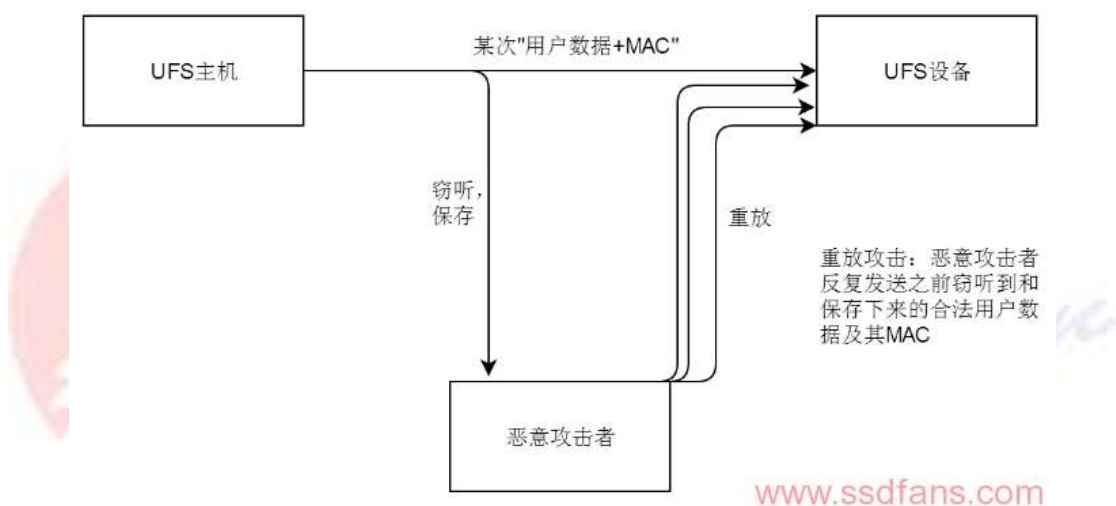 UFS主机
某次"用户数据+MAC"
UFS设备
窃听，
保存
重放
重放攻击：恶意攻击者
反复发送之前窃听到和
保存下来的合法用户数
据及其MAC
恶意攻击者
www.ssdfans.com